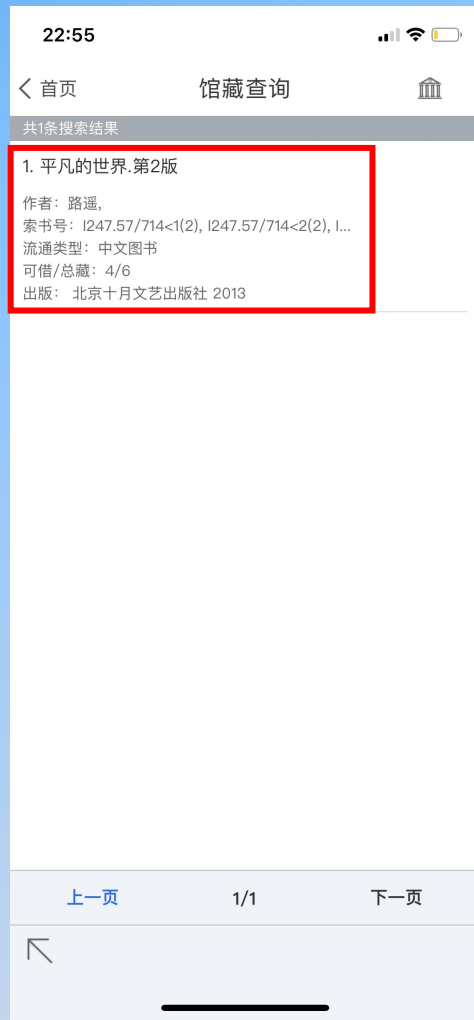 22:55
首页
馆藏查询
共1条搜索结果
1. 平凡的世界.第2版
作者：路遥,
索书号：I247.57/714<1(2), I247.57/714<2(2), I...
流通类型：中文图书
可借/总藏：4/6
出版： 北京十月文艺出版社 2013
上一页
1/1
下一页